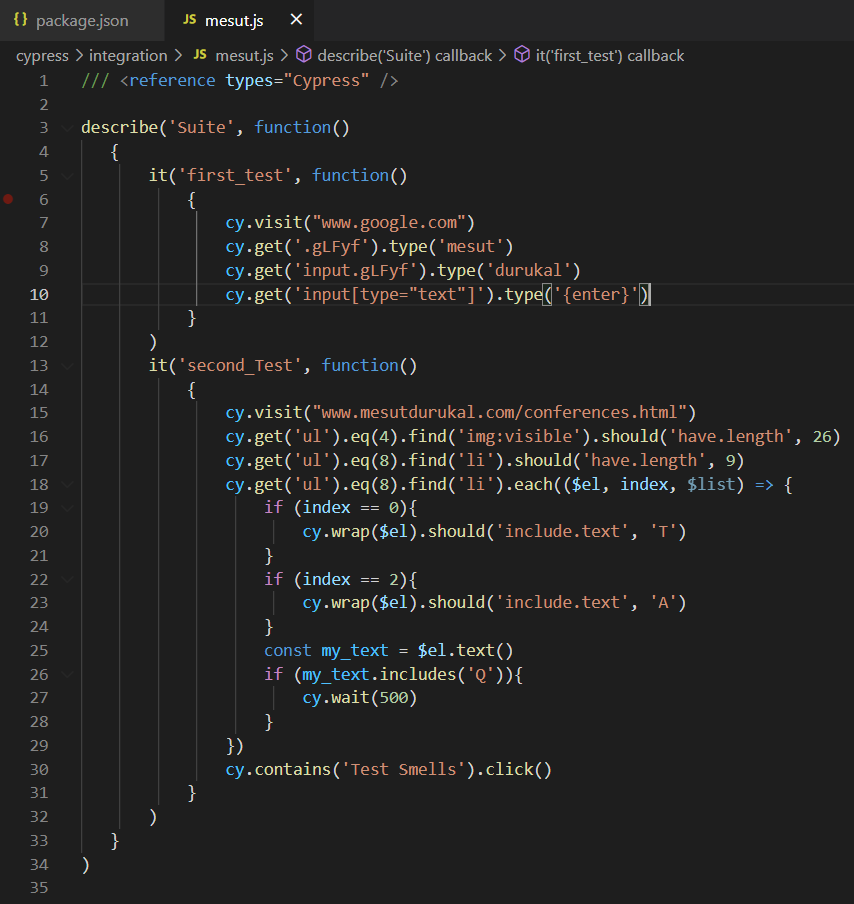 {} package.json JS mesut.js ×
cypress > integration > JS mesut.js > describe('Suite') callback > it('first_test') callback
1 /// <reference types="Cypress" />
2
3 describe('Suite', function()
4 {
5 it('first_test', function()
6 {
7 cy.visit("www.google.com")
8 cy.get('.gLFyf').type('mesut')
9 cy.get('input.gLFyf').type('durukal')
10 cy.get('input[type="text"]').type('{enter}')
11 }
12 )
13 it('second_Test', function()
14 {
15 cy.visit("www.mesutdurukal.com/conferences.html")
16 cy.get('ul').eq(4).find('img:visible').should('have.length', 26)
17 cy.get('ul').eq(8).find('li').should('have.length', 9)
18 cy.get('ul').eq(8).find('li').each(($el, index, $list) => {
19 if (index == 0){
20 cy.wrap($el).should('include.text', 'T')
21 }
22 if (index == 2){
23 cy.wrap($el).should('include.text', 'A')
24 }
25 const my_text = $el.text()
26 if (my_text.includes('Q')){
27 cy.wait(500)
28 }
29 })
30 cy.contains('Test Smells').click()
31 }
32 )
33 }
34 )
35